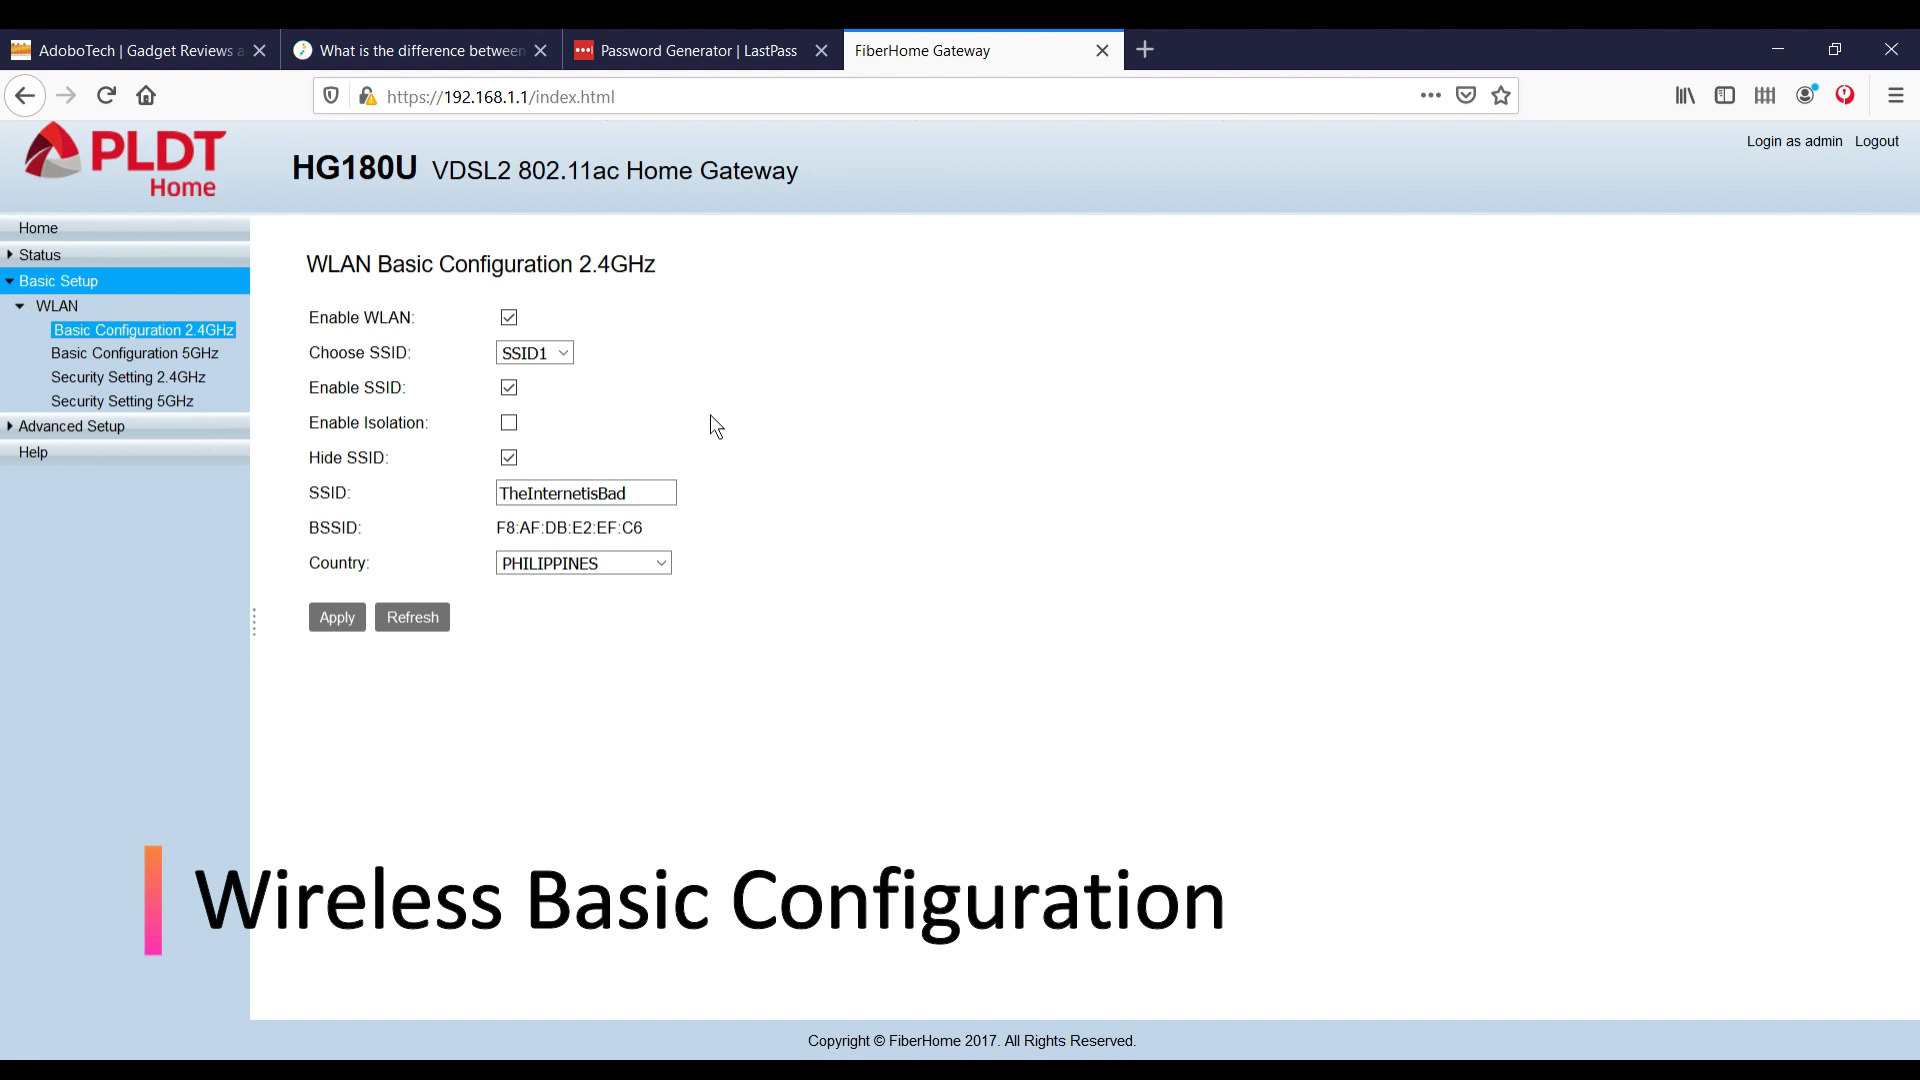 AdoboTech | Gadget Reviews a
What is the difference between
Password Generator | LastPass
FiberHome Gateway
https://192.168.1.1/index.html
PLDT
Home
HG180U VDSL2 802.11ac Home Gateway
Login as admin Logout
Home
Status
Basic Setup
WLAN
Basic Configuration 2.4GHz
Basic Configuration 5GHz
Security Setting 2.4GHz
Security Setting 5GHz
Advanced Setup
Help
WLAN Basic Configuration 2.4GHz
Enable WLAN:
Choose SSID: SSID1
Enable SSID:
Enable Isolation:
Hide SSID:
SSID: TheInternetisBad
BSSID: F8:AF:DB:E2:EF:C6
Country: PHILIPPINES
Apply Refresh
Wireless Basic Configuration
Copyright © FiberHome 2017. All Rights Reserved.